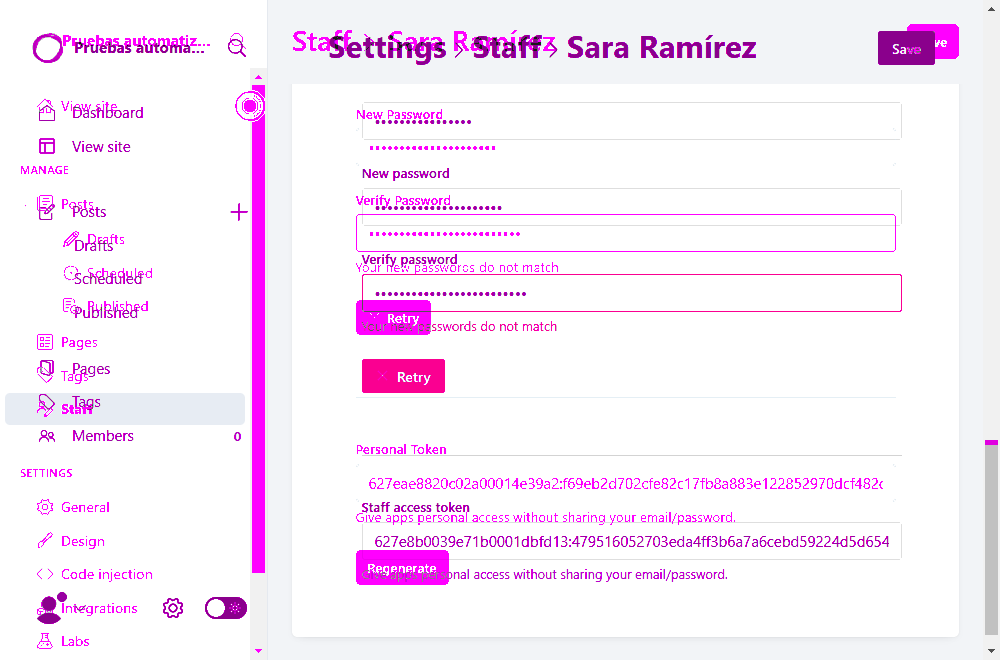 Pruebas automatiz...
Pruebas automa...
Staff › Sara Ramírez
Settings › Staff › Sara Ramírez
Save
Save
View site
Dashboard
View site
MANAGE
Posts
Posts
Drafts
Drafts
Scheduled
Scheduled
Published
Published
Pages
Pages
Tags
Tags
Staff
Members 0
SETTINGS
General
Design
Code injection
Integrations
Labs
New Password
New password
Verify Password
Verify password
Your new passwords do not match
Retry
Your new passwords do not match
Retry
Personal Token
627eae8820c02a00014e39a2:f69eb2d702cfe82c17fb8a883e122852970dcf482c
Staff access token
Give apps personal access without sharing your email/password.
627e8b0039e71b0001dbfd13:479516052703eda4ff3b6a7a6cebd59224d5d654
Regenerate
Give apps personal access without sharing your email/password.